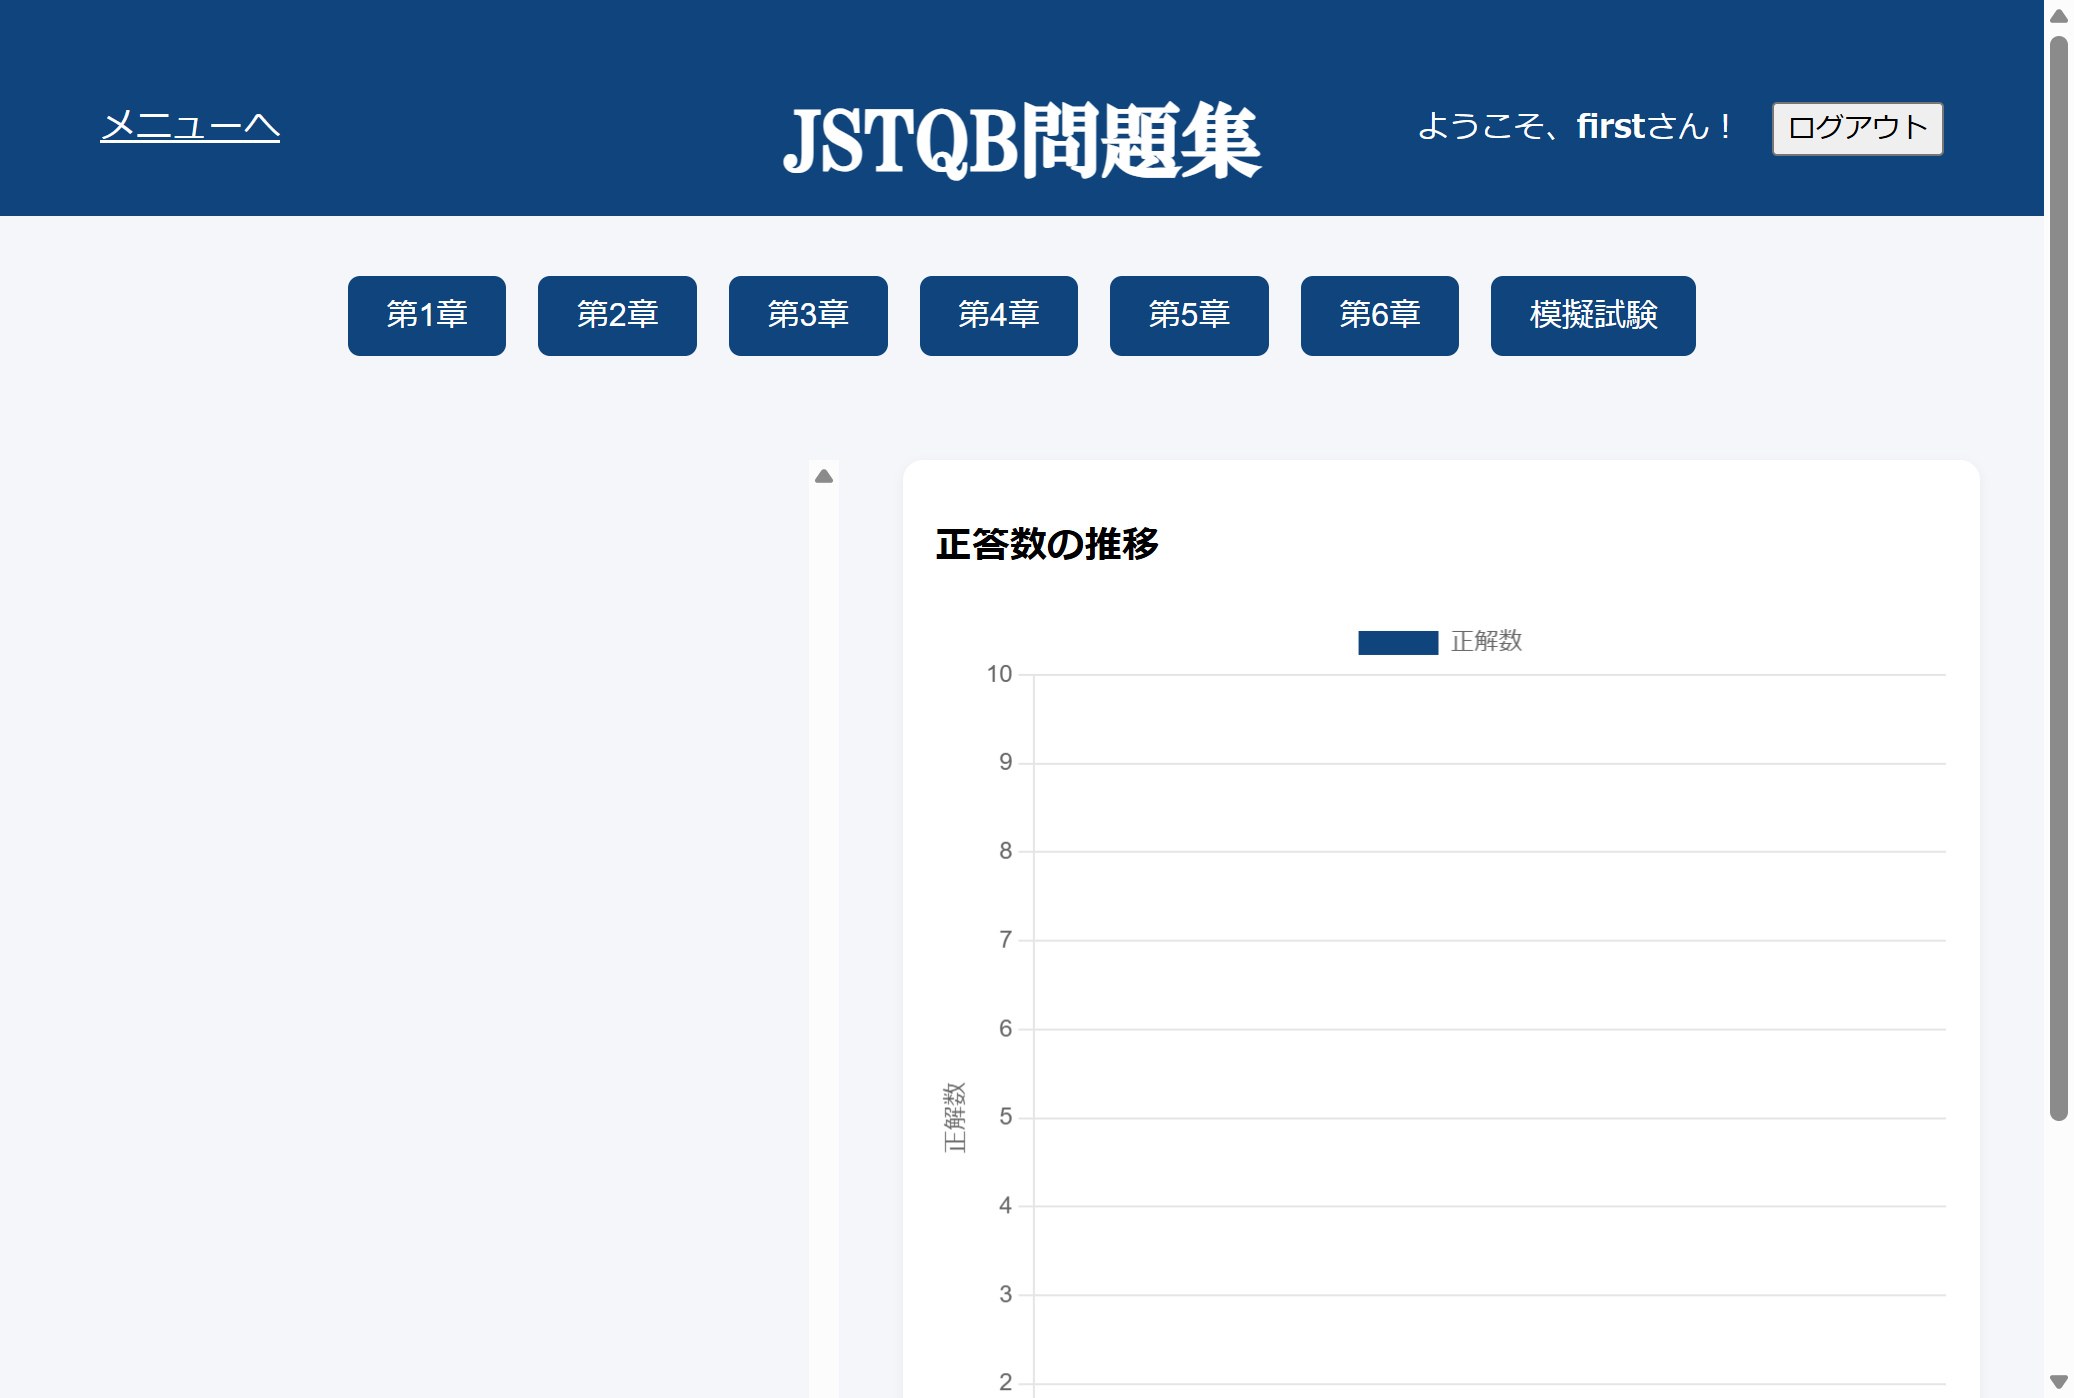 メニューへ
JSTQB問題集
ようこそ、firstさん！
ログアウト
第1章
第2章
第3章
第4章
第5章
第6章
模擬試験
正答数の推移
正解数
10
9
8
7
6
5
4
3
2
正解数